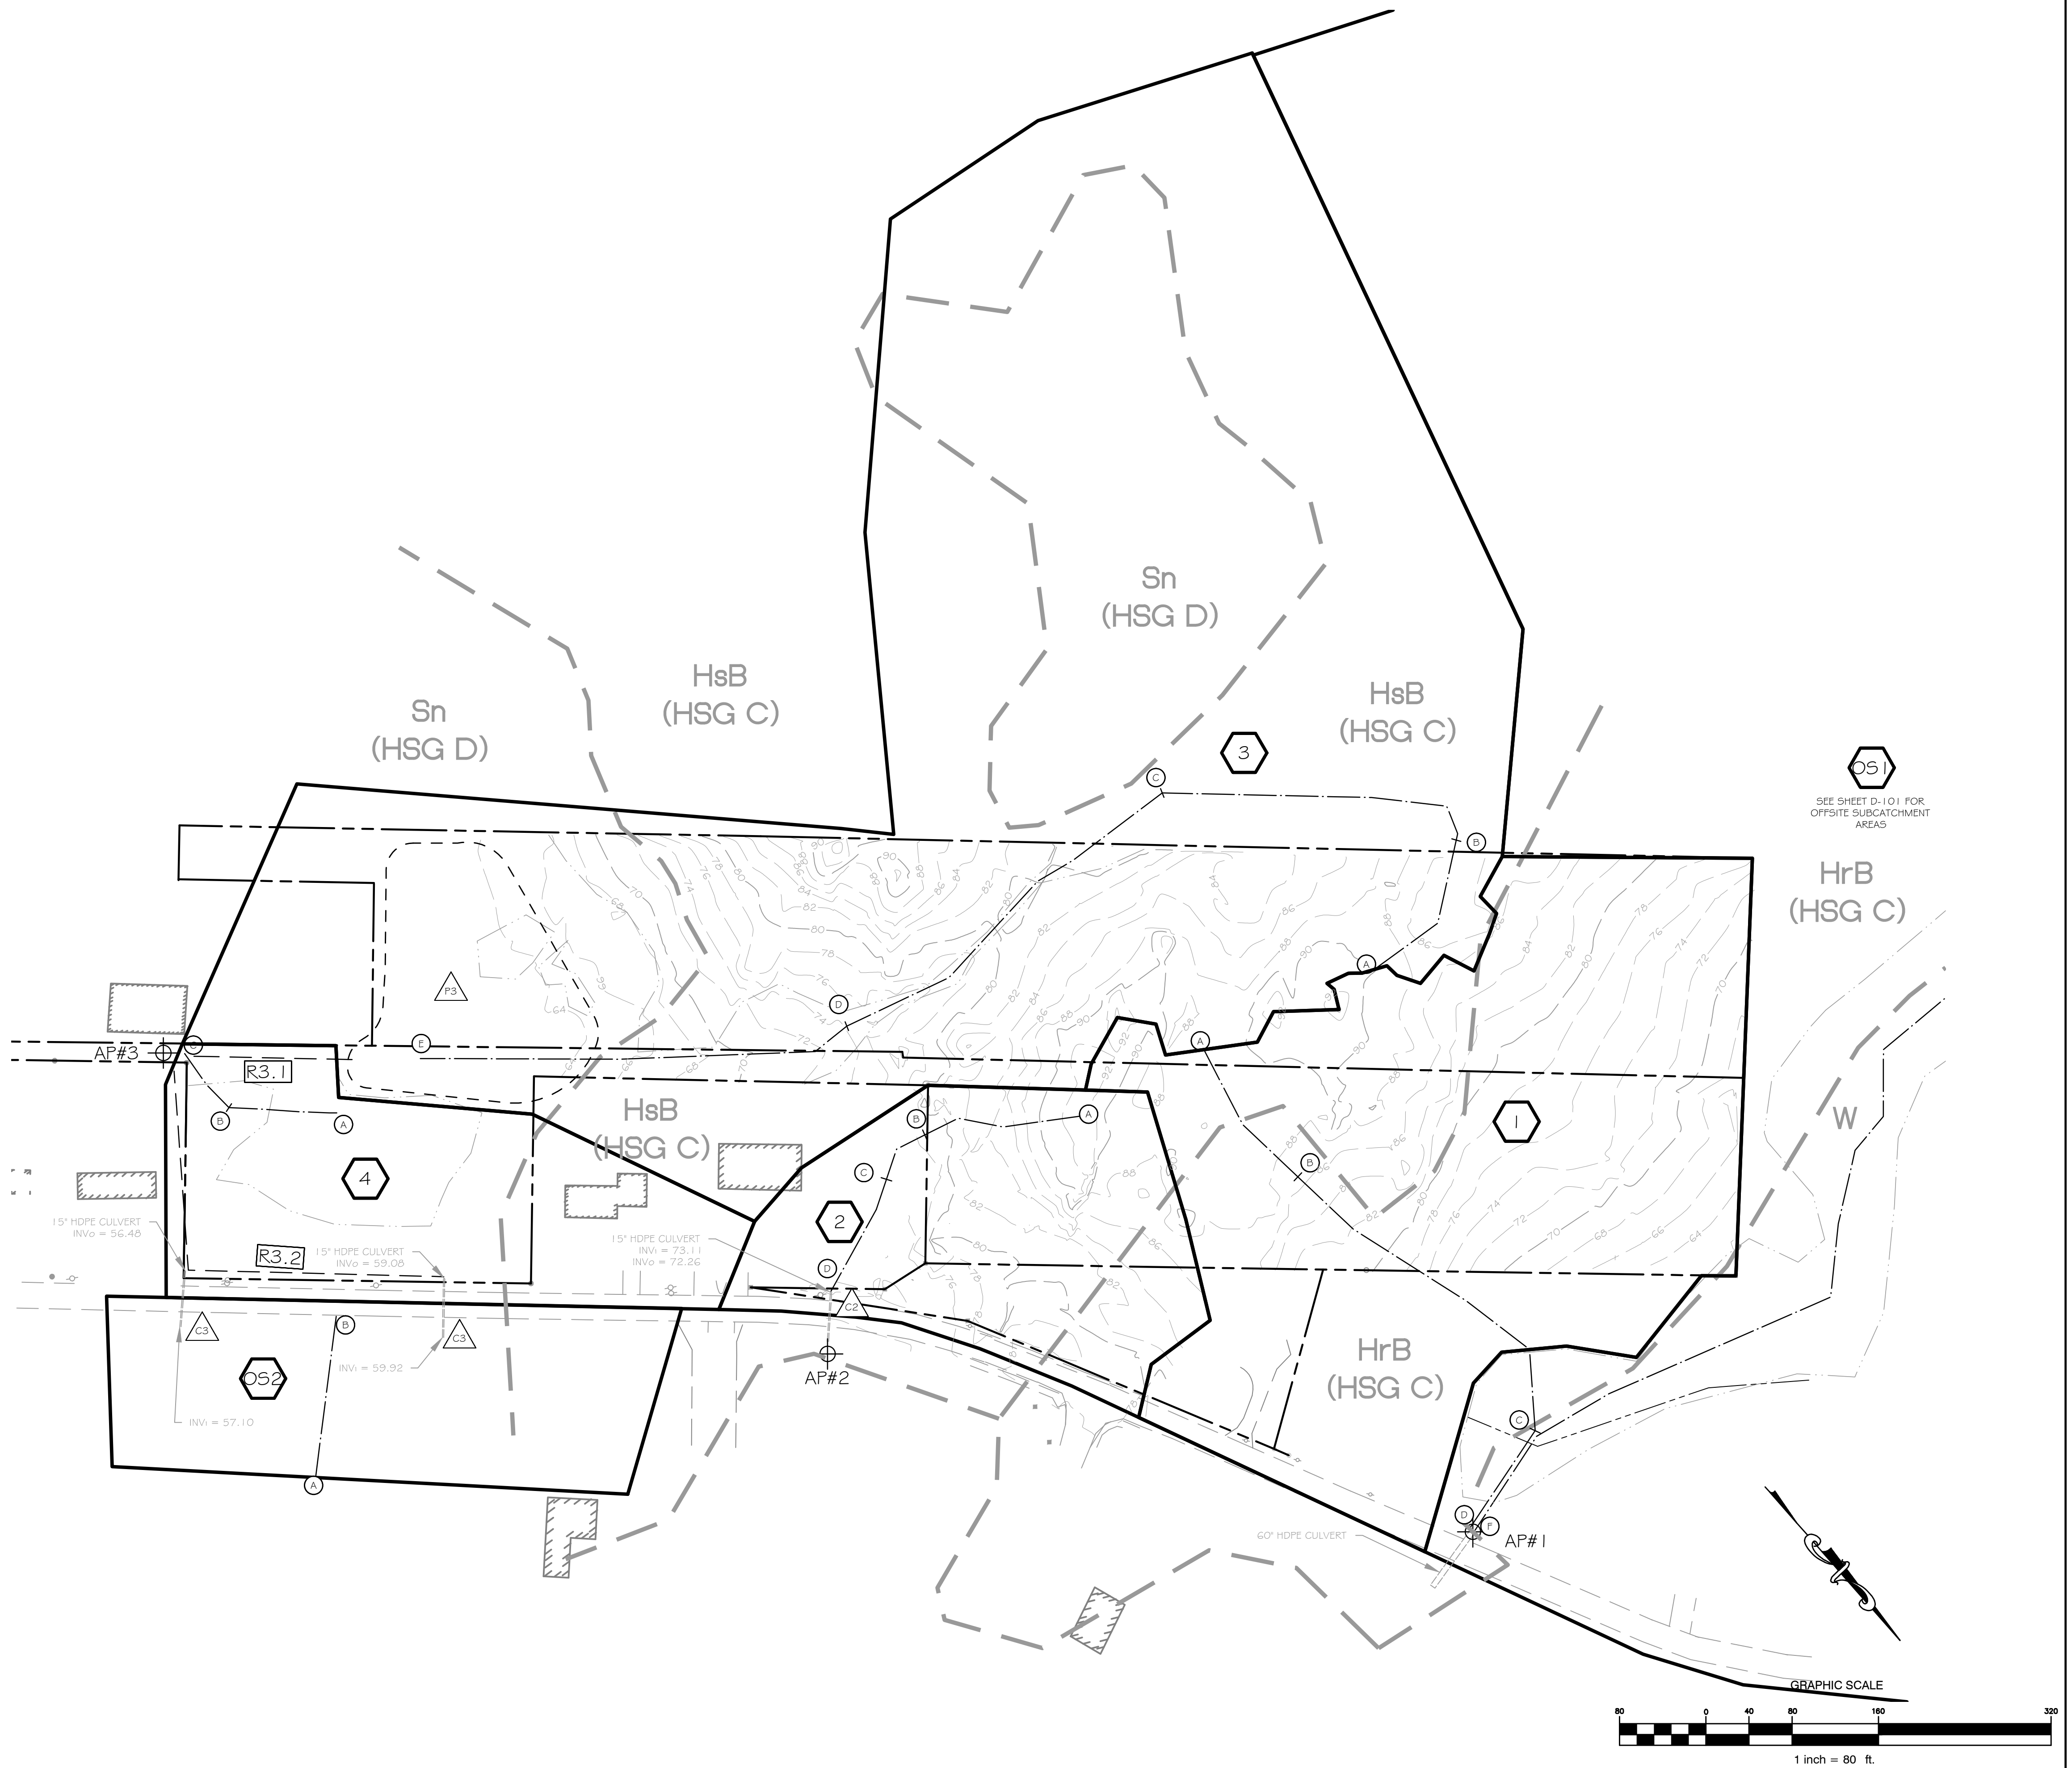 Sn
(HSG D)
HsB
(HSG C)
Sn
(HSG D)
HsB
(HSG C)
3
C
B
OS1
SEE SHEET D-101 FOR
OFFSITE SUBCATCHMENT
AREAS
HrB
(HSG C)
P3
D
A
E
A
AP#3
C
R3.1
HsB
(HSG C)
B
A
B
A
1
W
4
C
B
2
15" HDPE CULVERT
INVo = 56.48
R3.2
15" HDPE CULVERT
INVo = 59.08
15" HDPE CULVERT
INVi = 73.11
INVo = 72.26
D
C2
C3
B
C3
INVi = 59.92
AP#2
HrB
(HSG C)
OS2
INVi = 57.10
C
A
D
F
60" HDPE CULVERT
AP#1
GRAPHIC SCALE
80 0 40 80 160 320
1 inch = 80 ft.